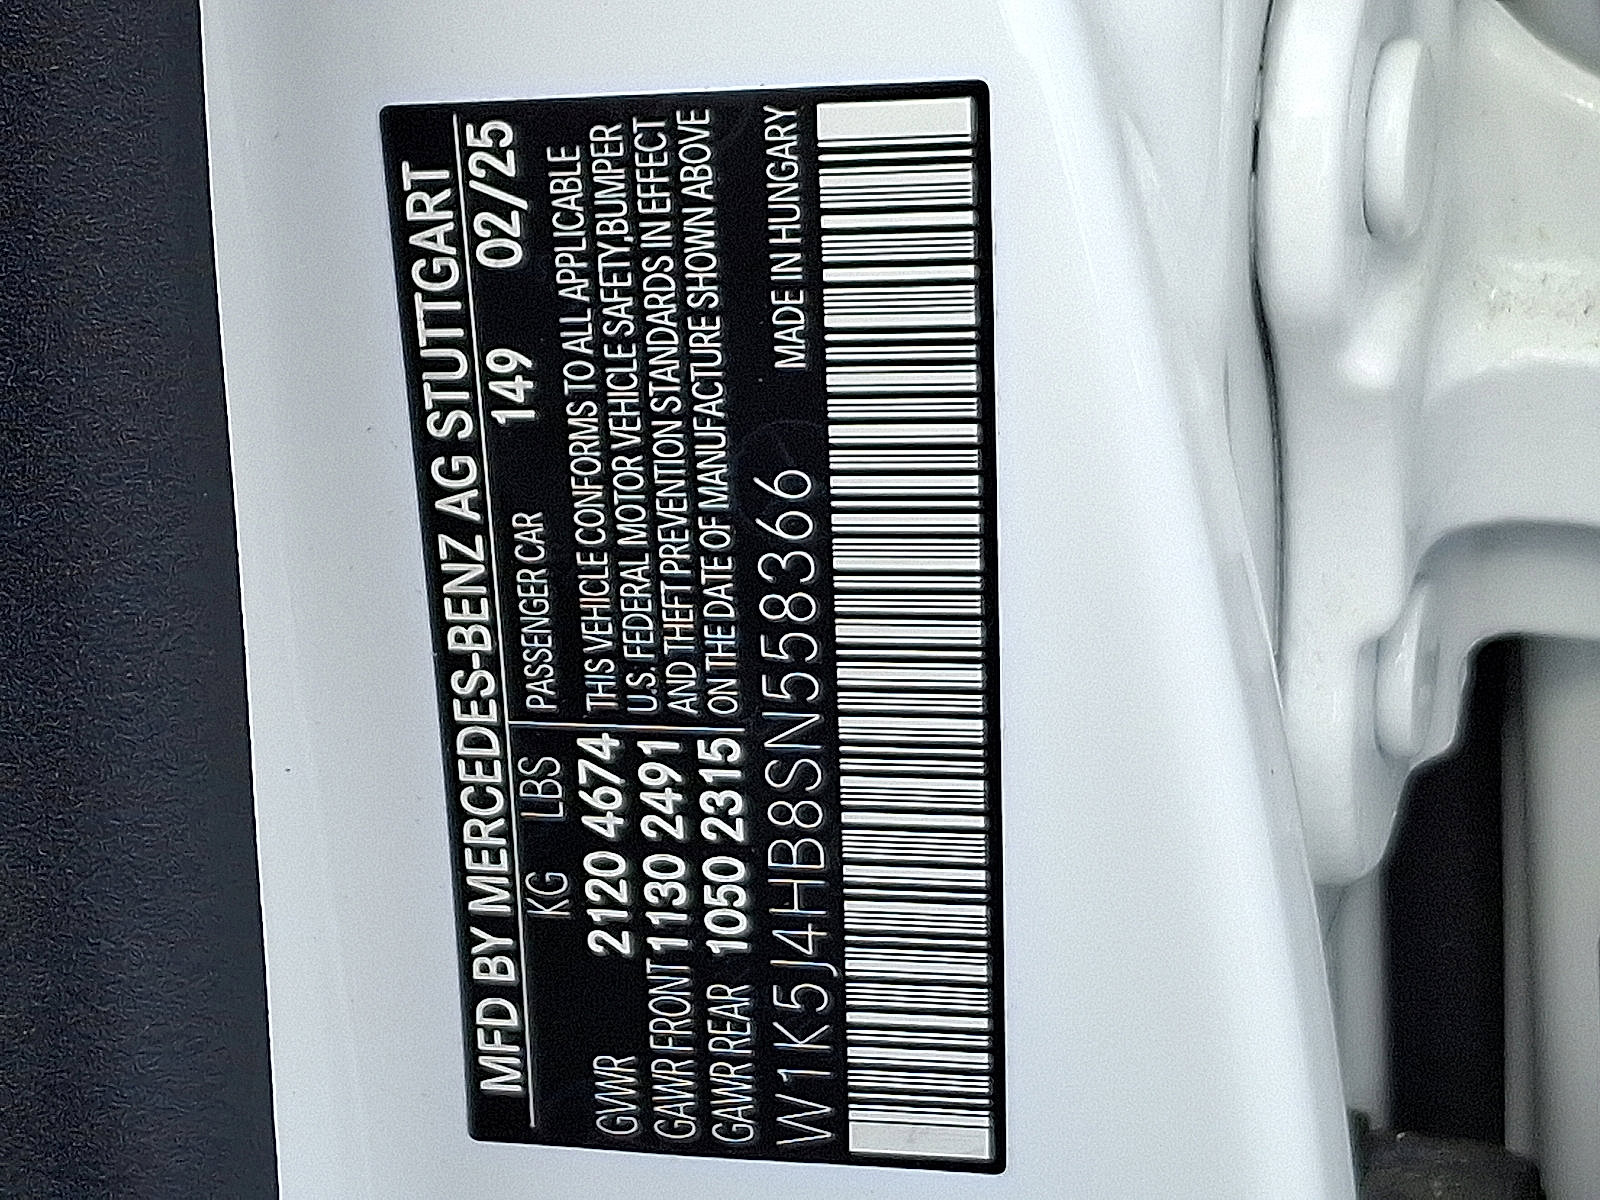 MFD BY MERCEDES-BENZ AG STUTTGART
KG LBS PASSENGER CAR 149 02/25
GVWR 2120 4674 THIS VEHICLE CONFORMS TO ALL APPLICABLE
GAWR FRONT 1130 2491 U.S. FEDERAL MOTOR VEHICLE SAFETY,BUMPER
GAWR REAR 1050 2315 AND THEFT PREVENTION STANDARDS IN EFFECT
ON THE DATE OF MANUFACTURE SHOWN ABOVE
W1K5J4HB8SN558366 MADE IN HUNGARY